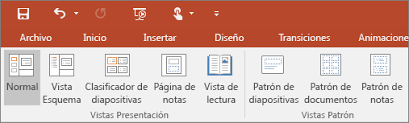 Archivo Inicio Insertar Diseño Transiciones Animacione
Normal Vista Esquema Clasificador de diapositivas Página de notas Vista de lectura Patrón de diapositivas Patrón de documentos Patrón de notas
Vistas Presentación Vistas Patrón